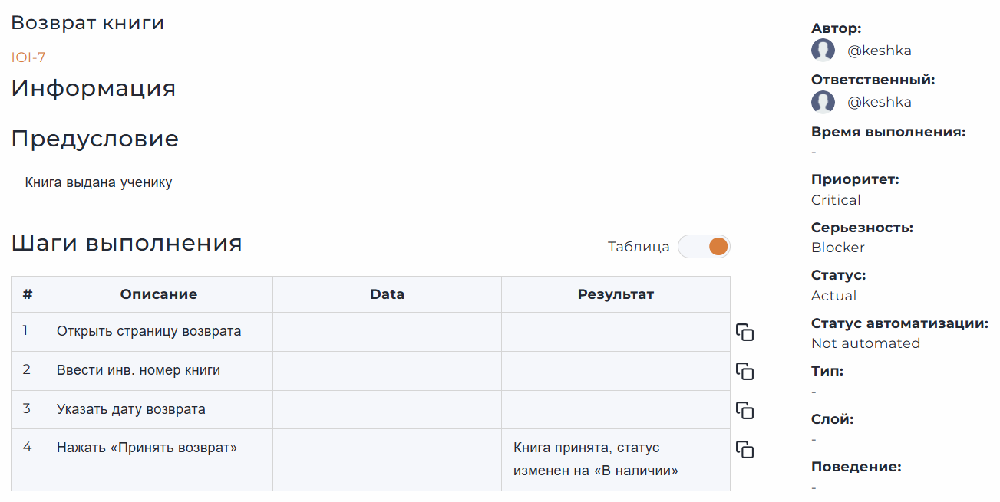 Возврат книги
IOI-7
Информация
Предусловие
Книга выдана ученику
Шаги выполнения
Таблица
# Описание Data Результат
1 Открыть страницу возврата
2 Ввести инв. номер книги
3 Указать дату возврата
4 Нажать «Принять возврат» Книга принята, статус
изменен на «В наличии»
Автор:
@keshka
Ответственный:
@keshka
Время выполнения:
-
Приоритет:
Critical
Серьезность:
Blocker
Статус:
Actual
Статус автоматизации:
Not automated
Тип:
-
Слой:
-
Поведение:
-